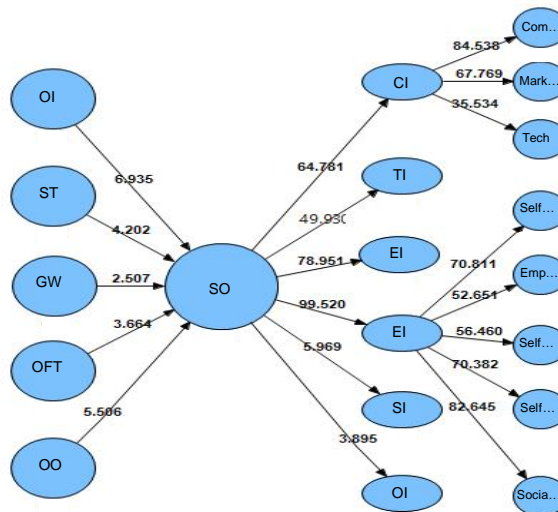 Com...
84.538
67.769
CI
Mark...
35.534
Tech
OI
6.935
64.781
ST
4.202
TI
49.930
Self...
GW
2.507
SO
78.951
EI
70.811
Emp...
99.520
52.651
OFT
3.664
EI
56.460
Self...
5.969
70.382
5.506
SI
82.645
Self...
3.895
OO
OI
Socia...